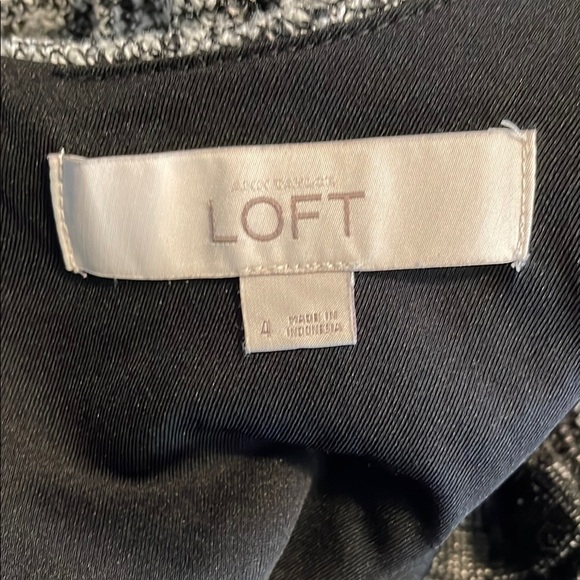 ANN TAYLOR
LOFT
4
MADE IN
INDONESIA